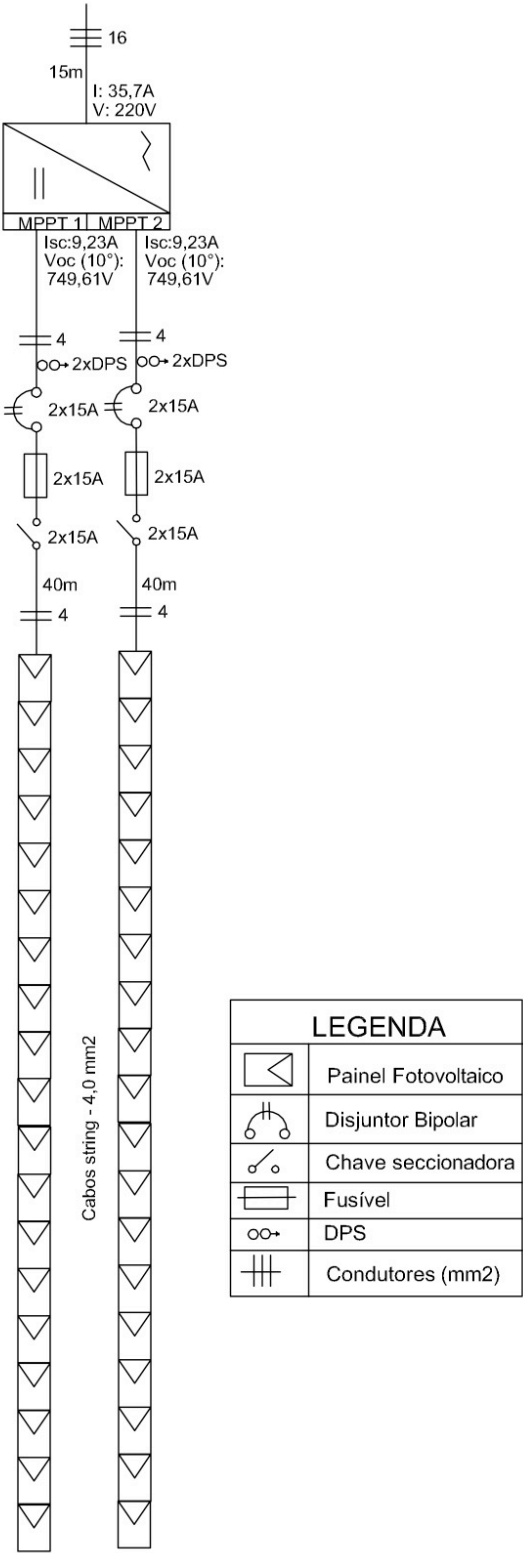 16
15m
I: 35,7A
V: 220V
MPPT 1
MPPT 2
Isc:9,23A
Voc (10°):
749,61V
Isc:9,23A
Voc (10°):
749,61V
4
4
2xDPS
2xDPS
2x15A
2x15A
2x15A
2x15A
2x15A
2x15A
40m
40m
4
4
Cabos string - 4,0 mm2
LEGENDA
Painel Fotovoltaico
Disjuntor Bipolar
Chave seccionadora
Fusível
DPS
Condutores (mm2)